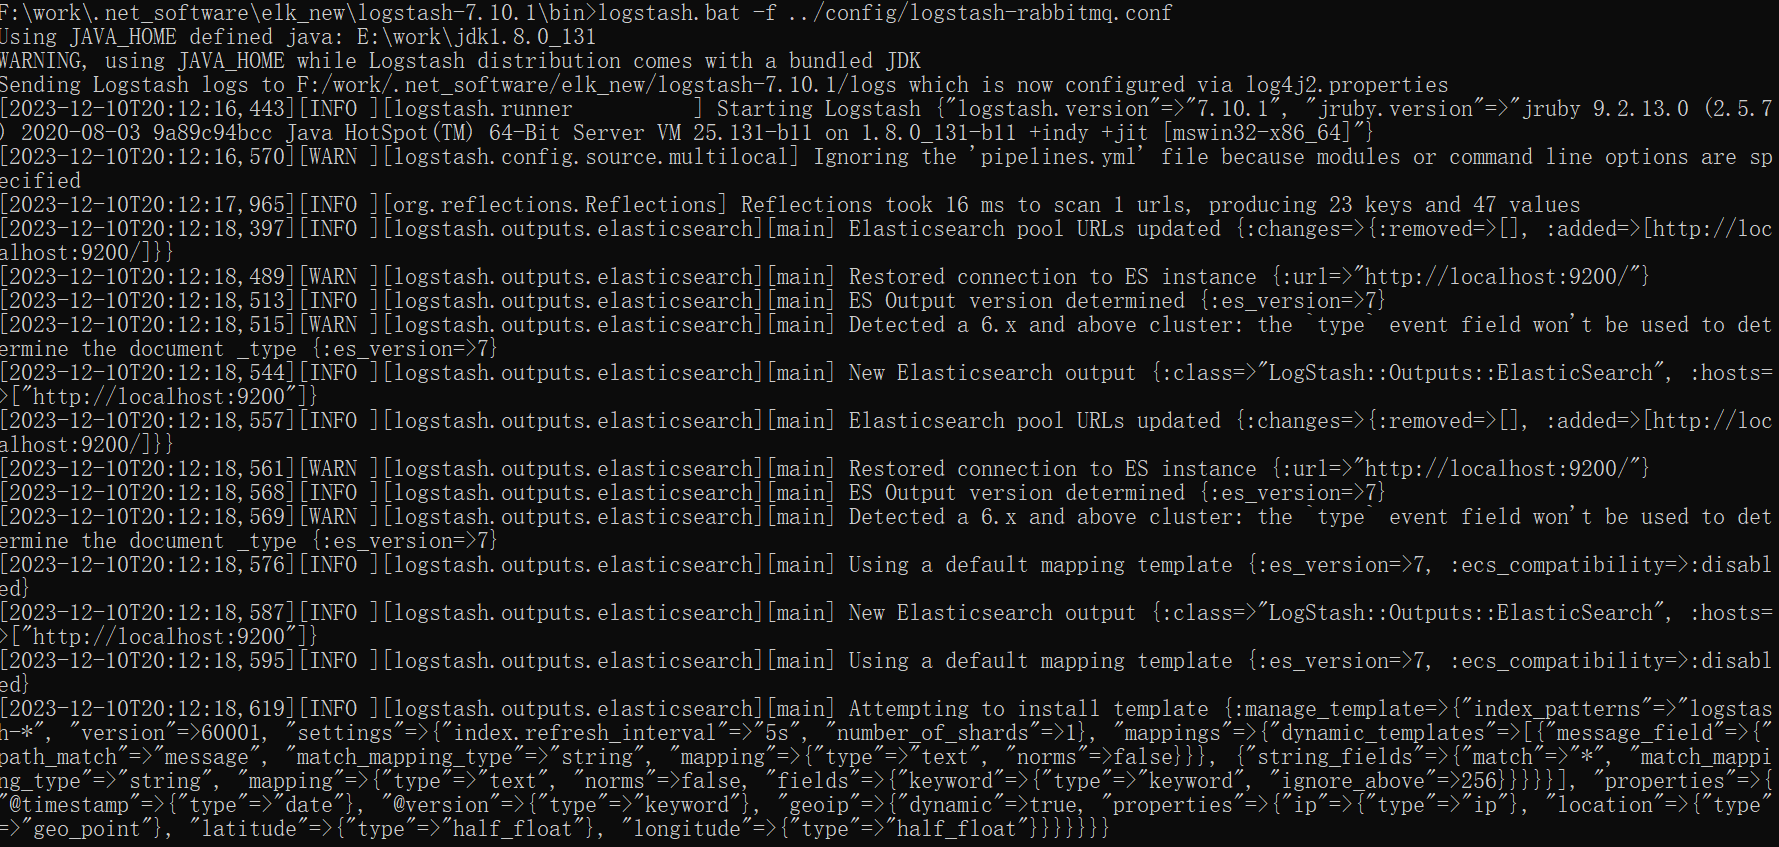 F:\work\.net_software\elk_new\logstash-7.10.1\bin>logstash.bat -f ../config/logstash-rabbitmq.conf
Using JAVA_HOME defined java: E:\work\jdk1.8.0_131
WARNING, using JAVA_HOME while Logstash distribution comes with a bundled JDK
Sending Logstash logs to F:/work/.net_software/elk_new/logstash-7.10.1/logs which is now configured via log4j2.properties
[2023-12-10T20:12:16,443][INFO ][logstash.runner          ] Starting Logstash {"logstash.version"=>"7.10.1", "jruby.version"=>"jruby 9.2.13.0 (2.5.7
) 2020-08-03 9a89c94bcc Java HotSpot(TM) 64-Bit Server VM 25.131-b11 on 1.8.0_131-b11 +indy +jit [mswin32-x86_64]"}
[2023-12-10T20:12:16,570][WARN ][logstash.config.source.multilocal] Ignoring the 'pipelines.yml' file because modules or command line options are sp
ecified
[2023-12-10T20:12:17,965][INFO ][org.reflections.Reflections] Reflections took 16 ms to scan 1 urls, producing 23 keys and 47 values
[2023-12-10T20:12:18,397][INFO ][logstash.outputs.elasticsearch][main] Elasticsearch pool URLs updated {:changes=>{:removed=>[], :added=>[http://loc
alhost:9200/]}}
[2023-12-10T20:12:18,489][WARN ][logstash.outputs.elasticsearch][main] Restored connection to ES instance {:url=>"http://localhost:9200/"}
[2023-12-10T20:12:18,513][INFO ][logstash.outputs.elasticsearch][main] ES Output version determined {:es_version=>7}
[2023-12-10T20:12:18,515][WARN ][logstash.outputs.elasticsearch][main] Detected a 6.x and above cluster: the `type` event field won't be used to det
ermine the document _type {:es_version=>7}
[2023-12-10T20:12:18,544][INFO ][logstash.outputs.elasticsearch][main] New Elasticsearch output {:class=>"LogStash::Outputs::ElasticSearch", :hosts=
>["http://localhost:9200"]}
[2023-12-10T20:12:18,557][INFO ][logstash.outputs.elasticsearch][main] Elasticsearch pool URLs updated {:changes=>{:removed=>[], :added=>[http://loc
alhost:9200/]}}
[2023-12-10T20:12:18,561][WARN ][logstash.outputs.elasticsearch][main] Restored connection to ES instance {:url=>"http://localhost:9200/"}
[2023-12-10T20:12:18,568][INFO ][logstash.outputs.elasticsearch][main] ES Output version determined {:es_version=>7}
[2023-12-10T20:12:18,569][WARN ][logstash.outputs.elasticsearch][main] Detected a 6.x and above cluster: the `type` event field won't be used to det
ermine the document _type {:es_version=>7}
[2023-12-10T20:12:18,576][INFO ][logstash.outputs.elasticsearch][main] Using a default mapping template {:es_version=>7, :ecs_compatibility=>:disabl
ed}
[2023-12-10T20:12:18,587][INFO ][logstash.outputs.elasticsearch][main] New Elasticsearch output {:class=>"LogStash::Outputs::ElasticSearch", :hosts=
>["http://localhost:9200"]}
[2023-12-10T20:12:18,595][INFO ][logstash.outputs.elasticsearch][main] Using a default mapping template {:es_version=>7, :ecs_compatibility=>:disabl
ed}
[2023-12-10T20:12:18,619][INFO ][logstash.outputs.elasticsearch][main] Attempting to install template {:manage_template=>{"index_patterns"=>"logstas
h-*", "version"=>60001, "settings"=>{"index.refresh_interval"=>"5s", "number_of_shards"=>1}, "mappings"=>{"dynamic_templates"=>[{"message_field"=>{"
path_match"=>"message", "match_mapping_type"=>"string", "mapping"=>{"type"=>"text", "norms"=>false}}}, {"string_fields"=>{"match"=>"*", "match_mappi
ng_type"=>"string", "mapping"=>{"type"=>"text", "norms"=>false, "fields"=>{"keyword"=>{"type"=>"keyword", "ignore_above"=>256}}}}}], "properties"=>{
"@timestamp"=>{"type"=>"date"}, "@version"=>{"type"=>"keyword"}, "geoip"=>{"dynamic"=>true, "properties"=>{"ip"=>{"type"=>"ip"}, "location"=>{"type"
=>"geo_point"}, "latitude"=>{"type"=>"half_float"}, "longitude"=>{"type"=>"half_float"}}}}}}}